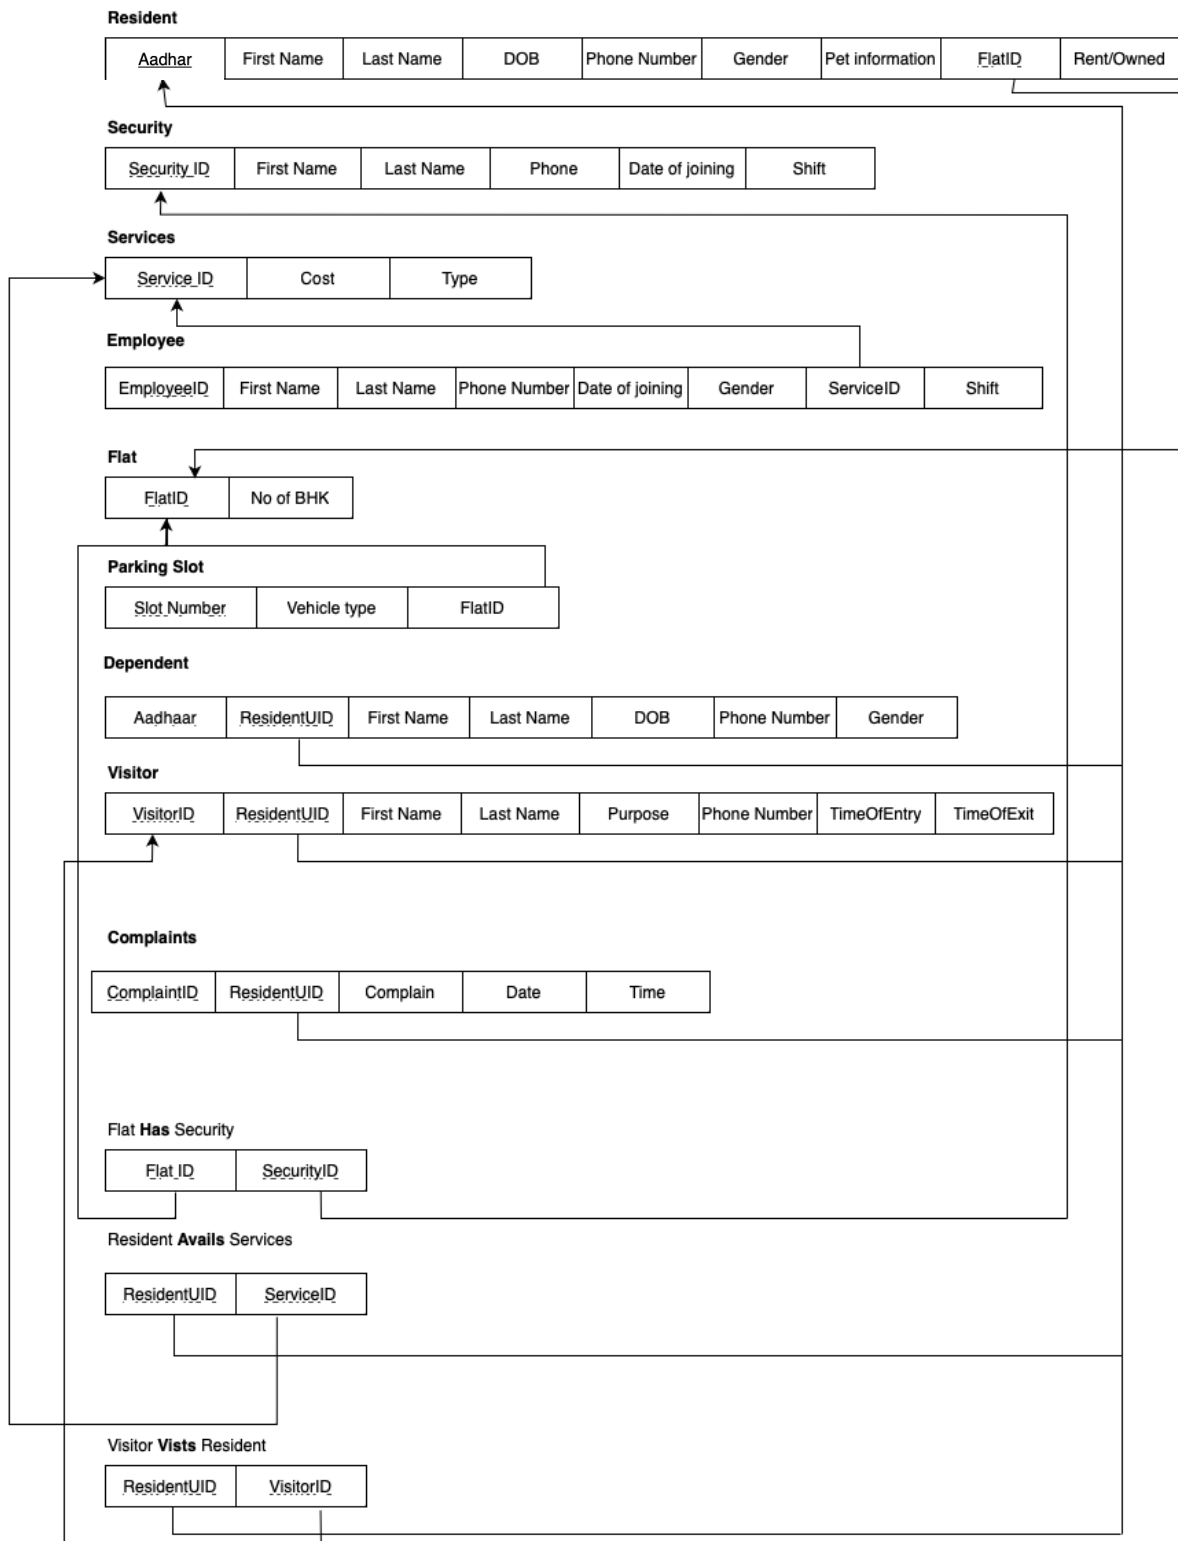 Resident
Aadhar First Name Last Name DOB Phone Number Gender Pet information FlatID Rent/Owned
Security
Security ID First Name Last Name Phone Date of joining Shift
Services
Service ID Cost Type
Employee
EmployeeID First Name Last Name Phone Number Date of joining Gender ServiceID Shift
Flat
FlatID No of BHK
Parking Slot
Slot Number Vehicle type FlatID
Dependent
Aadhaar ResidentUID First Name Last Name DOB Phone Number Gender
Visitor
VisitorID ResidentUID First Name Last Name Purpose Phone Number TimeOfEntry TimeOfExit
Complaints
ComplaintID ResidentUID Complain Date Time
Flat Has Security
Flat ID SecurityID
Resident Avails Services
ResidentUID ServiceID
Visitor Vists Resident
ResidentUID VisitorID